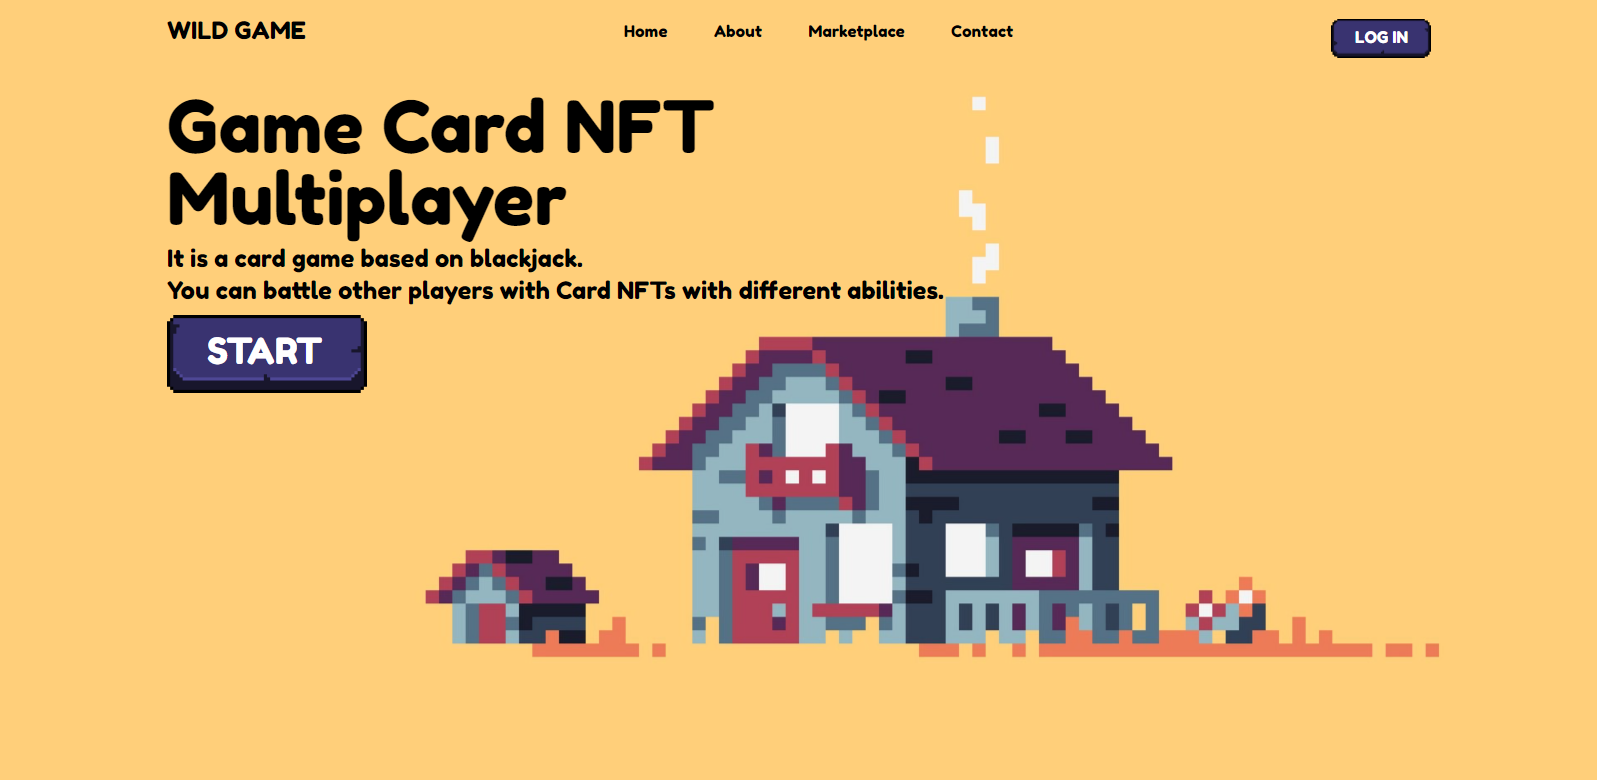 WILD GAME
Home
About
Marketplace
Contact
LOG IN
Game Card NFT
Multiplayer
It is a card game based on blackjack.
You can battle other players with Card NFTs with different abilities.
START